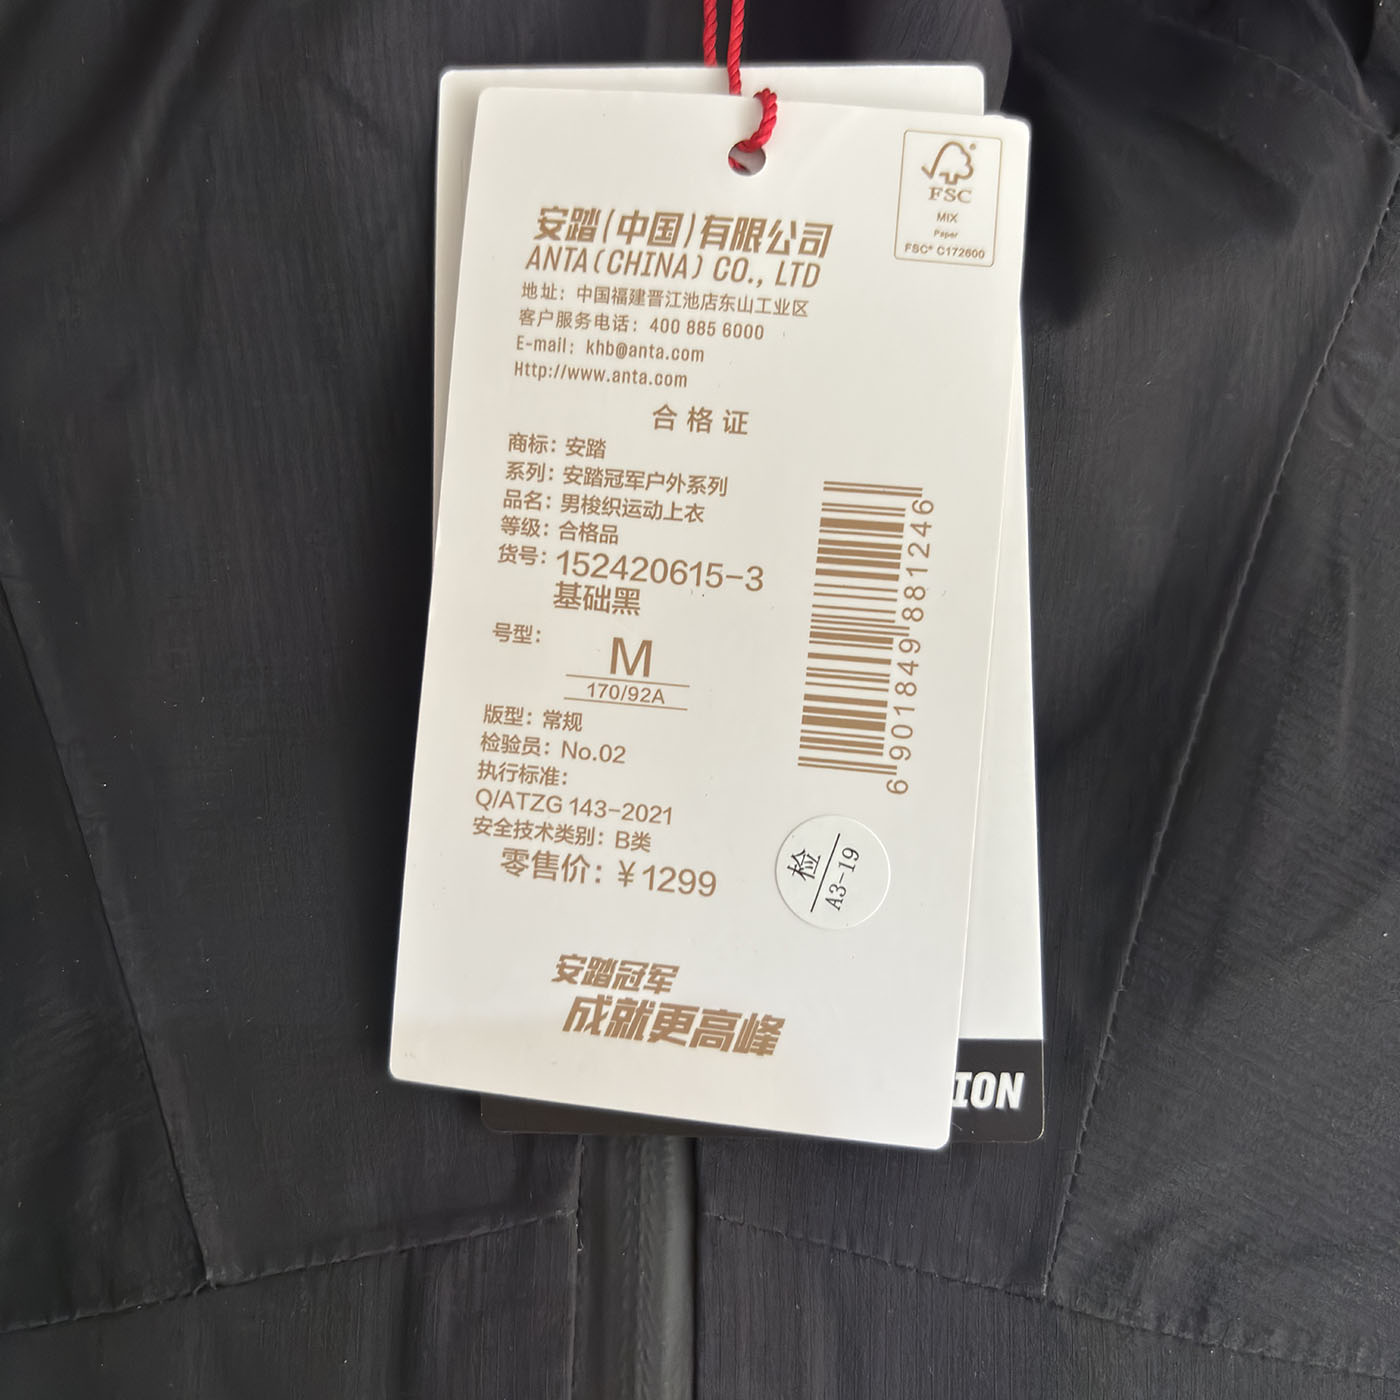 FSC
MIX
Paper
FSC® C172600
安踏(中国)有限公司
ANTA(CHINA) CO., LTD
地址：中国福建晋江池店东山工业区
客户服务电话：400 885 6000
E-mail：khb@anta.com
Http://www.anta.com
合格证
商标：安踏
系列：安踏冠军户外系列
品名：男梭织运动上衣
等级：合格品
货号：152420615-3
基础黑
号型：M
170/92A
版型：常规
检验员：No.02
执行标准：
Q/ATZG 143-2021
安全技术类别：B类
零售价：¥1299
6 901849 881246
检
A3-19
安踏冠军
成就更高峰
ION